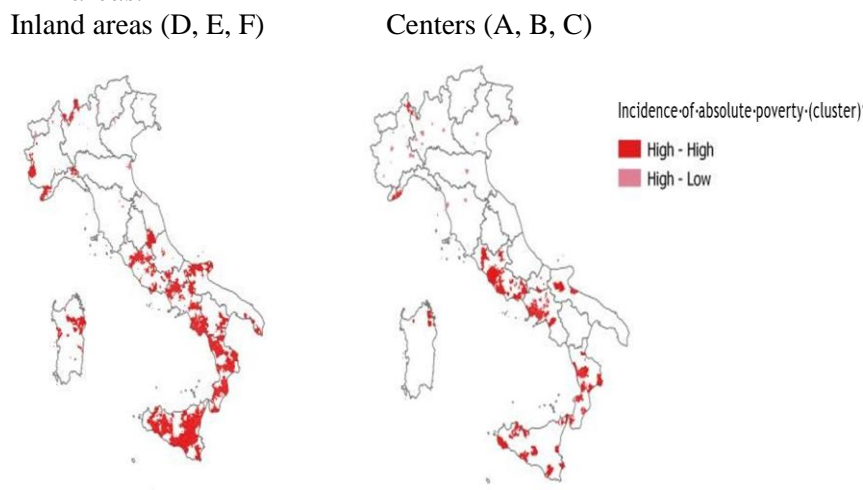 Inland areas (D, E, F)
Centers (A, B, C)
Incidence·of·absolute·poverty·(cluster)
High - High
High - Low